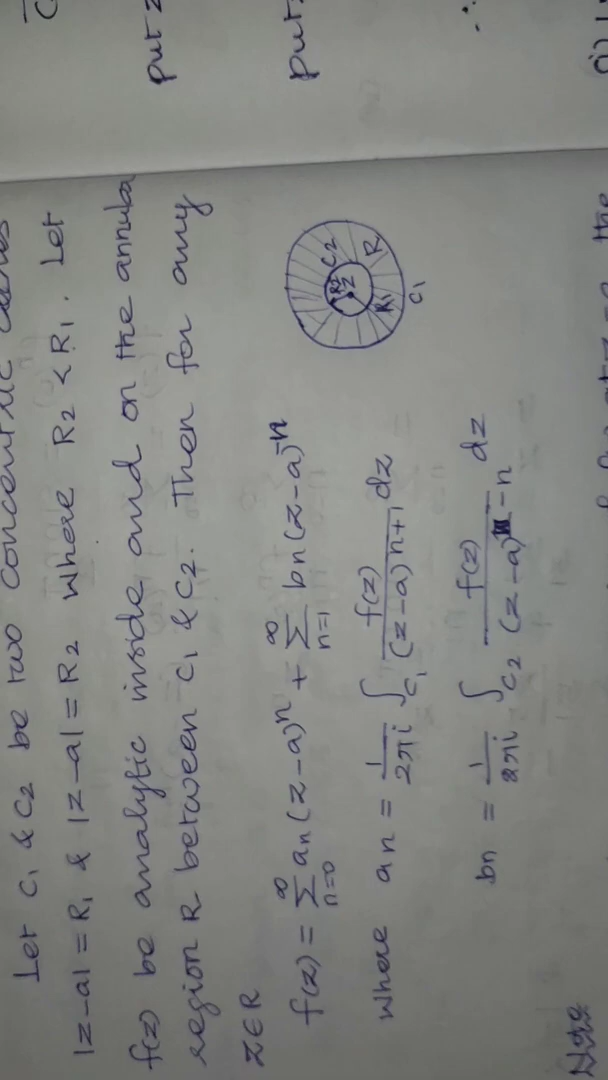 Let C₁ & C₂ be two concentric
|z-a| = R₁ & |z-a| = R₂ where R₂ < R₁. Let
f(z) be analytic inside and on the annula
region R between C₁ & C₂. Then for any
z∈R
f(z) = ∞∑n=0 aₙ(z-a)ⁿ + ∞∑n=1 bn(z-a)⁻ⁿ
where an = 1/2πi ∫C₁ f(z)/(z-a)ⁿ⁺¹ dz
bn = 1/2πi ∫C₂ f(z)/(z-a)^-n dz
C₂
R
R₂
z
R₁
C₁
Note
put z
put
∴